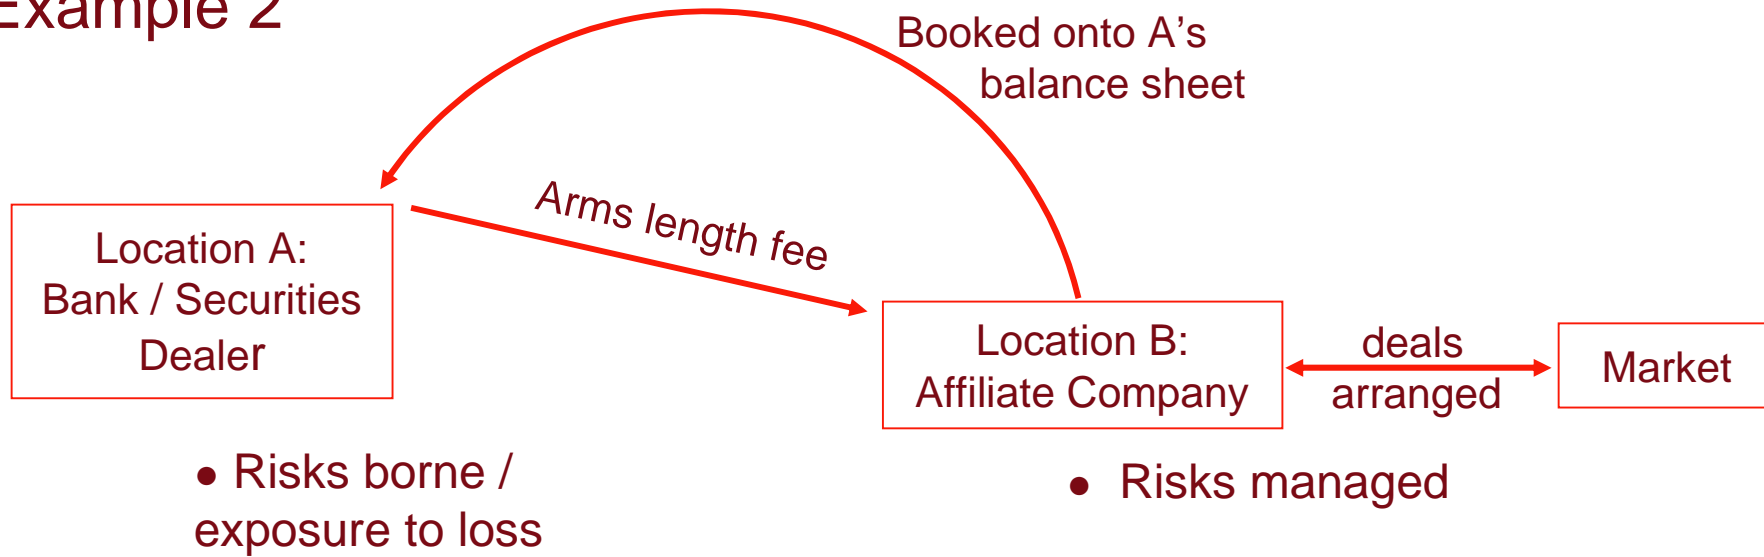 Example 2
Booked onto A’s
balance sheet
Arms length fee
Location A:
Bank / Securities
Dealer
Location B:
Affiliate Company
deals
arranged
Market
● Risks borne /
exposure to loss
● Risks managed